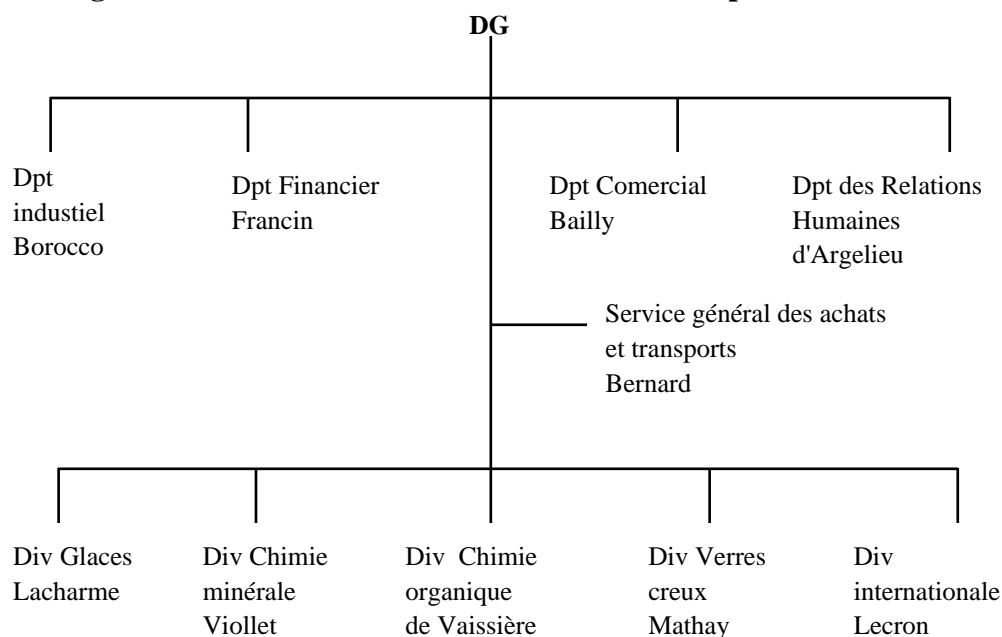 DG
Dpt
industiel
Borocco
Dpt Financier
Francin
Dpt Comercial
Bailly
Dpt des Relations
Humaines
d'Argelieu
Service général des achats
et transports
Bernard
Div Glaces
Lacharme
Div Chimie
minérale
Viollet
Div Chimie
organique
de Vaissière
Div Verres
creux
Mathay
Div
internationale
Lecron